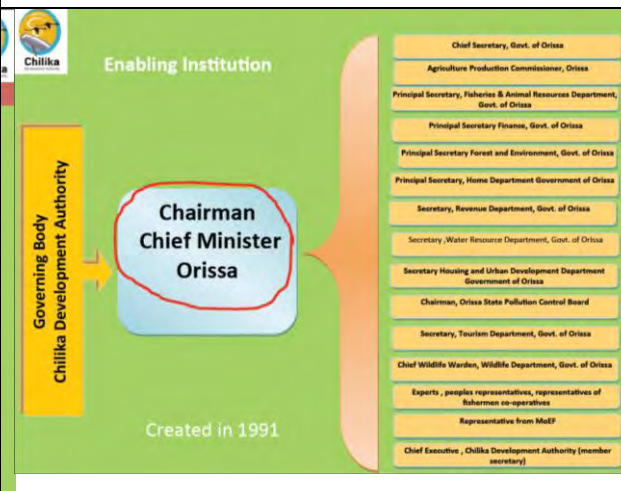 Chilika
Enabling Institution
Governing Body
Chilika Development Authority
Chairman
Chief Minister
Orissa
Created in 1991
Chief Secretary, Govt. of Orissa
Agriculture Production Commissioner, Orissa
Principal Secretary, Fisheries & Animal Resources Department,
Govt. of Orissa
Principal Secretary Finance, Govt. of Orissa
Principal Secretary Forest and Environment, Govt. of Orissa
Principal Secretary, Home Department Government of Orissa
Secretary, Revenue Department, Govt. of Orissa
Secretary ,Water Resource Department, Govt. of Orissa
Secretary Housing and Urban Development Department
Government of Orissa
Chairman, Orissa State Pollution Control Board
Secretary, Tourism Department, Govt. of Orissa
Chief Wildlife Warden, Wildlife Department, Govt. of Orissa
Experts , peoples representatives, representatives of
fishermen co-operatives
Representative from MoEF
Chief Executive , Chilika Development Authority (member
secretary)